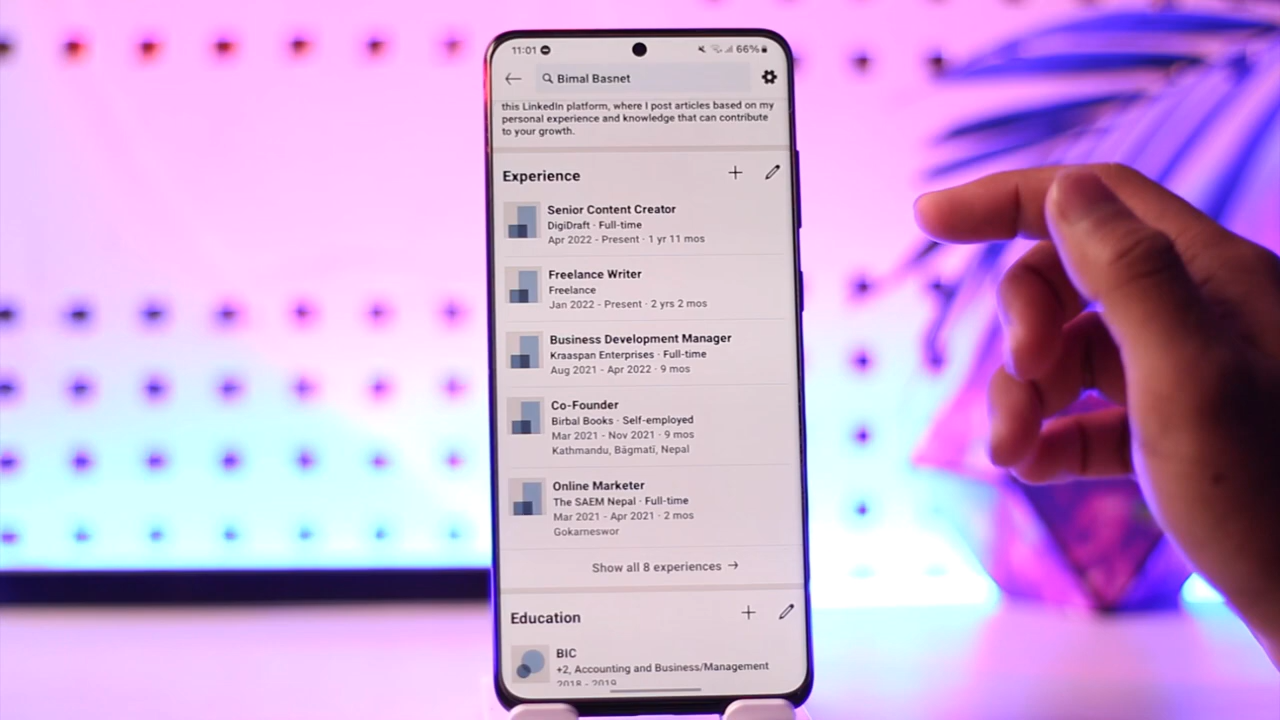 11:01
66%
Bimal Basnet
this LinkedIn platform, where I post articles based on my
personal experience and knowledge that can contribute
to your growth.
Experience
Senior Content Creator
DigiDraft · Full-time
Apr 2022 - Present · 1 yr 11 mos
Freelance Writer
Freelance
Jan 2022 - Present · 2 yrs 2 mos
Business Development Manager
Kraaspan Enterprises · Full-time
Aug 2021 - Apr 2022 · 9 mos
Co-Founder
Birbal Books · Self-employed
Mar 2021 - Nov 2021 · 9 mos
Kathmandu, Bāgmatī, Nepal
Online Marketer
The SAEM Nepal · Full-time
Mar 2021 - Apr 2021 · 2 mos
Gokarneswor
Show all 8 experiences →
Education
BIC
+2, Accounting and Business/Management
2018 - 2019